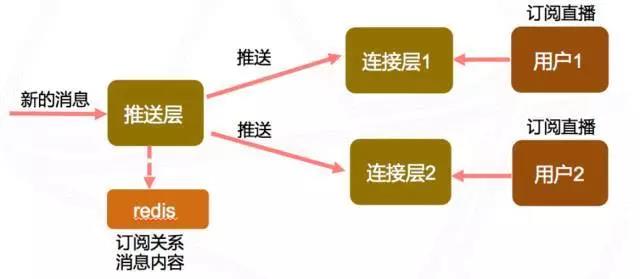 订阅直播
推送
连接层1
用户1
新的消息
推送层
推送
订阅直播
连接层2
用户2
redis
订阅关系
消息内容